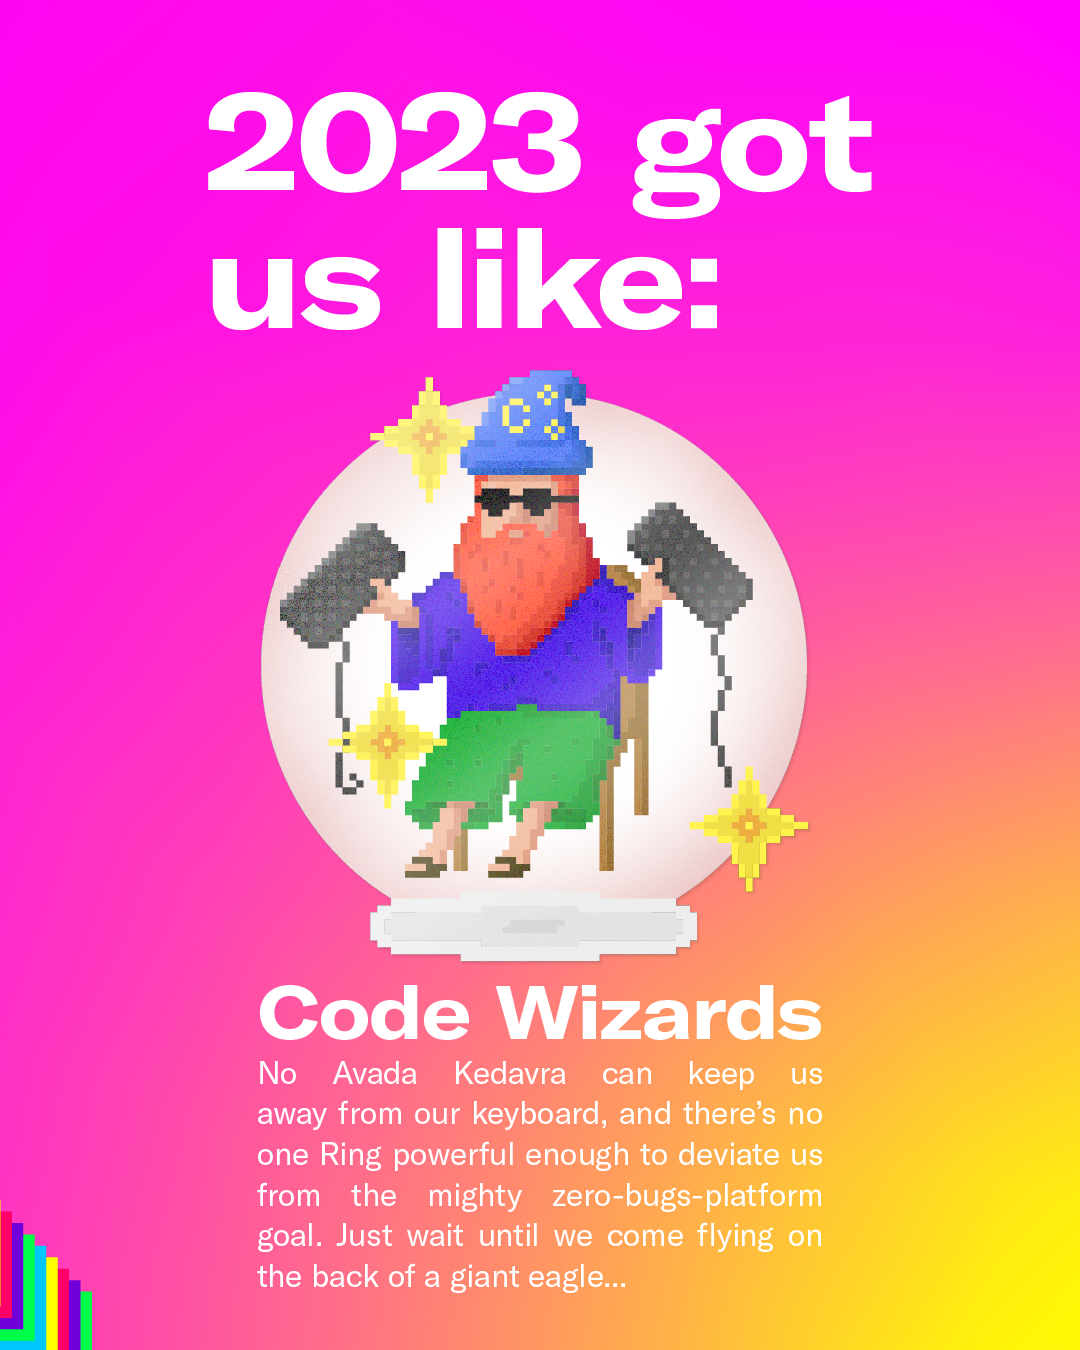 2023 got
us like:
C
Code Wizards
No Avada Kedavra can keep us
away from our keyboard, and there’s no
one Ring powerful enough to deviate us
from the mighty zero-bugs-platform
goal. Just wait until we come flying on
the back of a giant eagle...